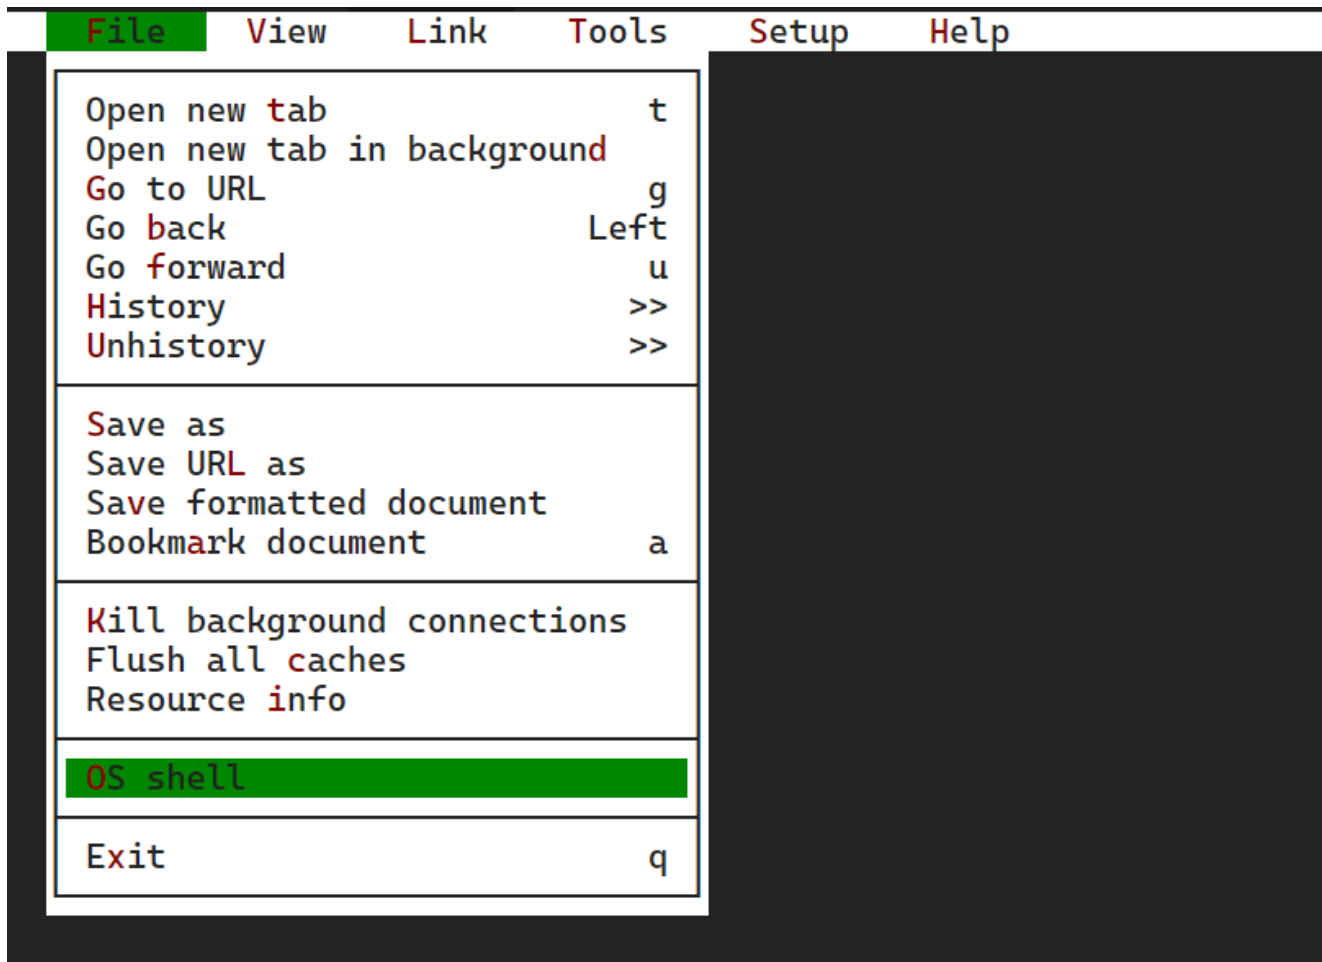 File View Link Tools Setup Help
Open new tab t
Open new tab in background
Go to URL g
Go back Left
Go forward u
History >>
Unhistory >>
Save as
Save URL as
Save formatted document
Bookmark document a
Kill background connections
Flush all caches
Resource info
OS shell
Exit q